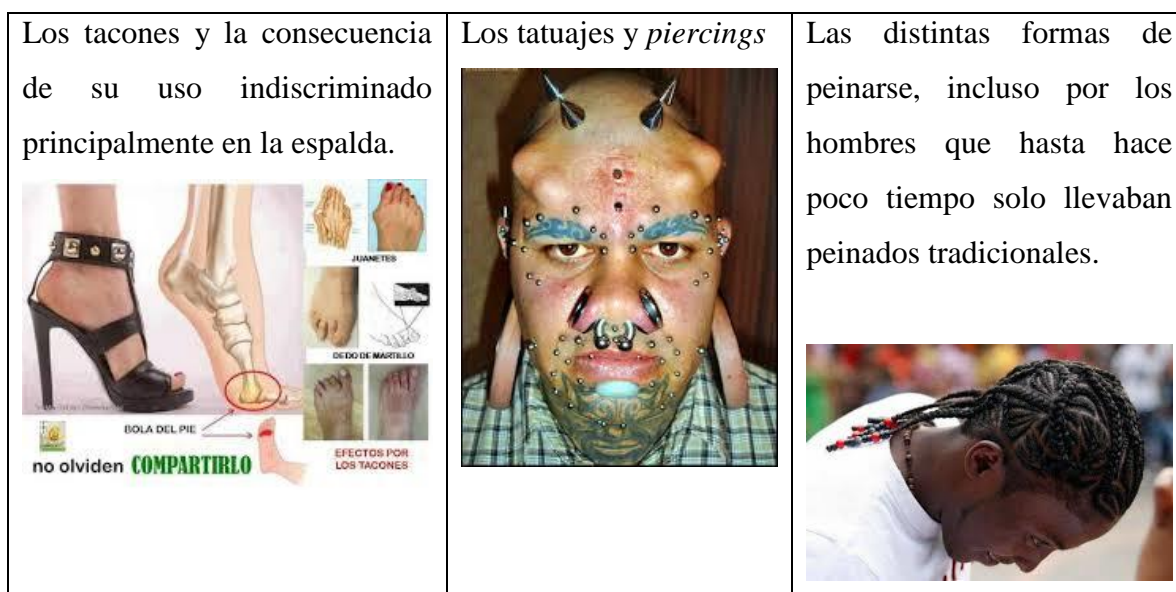 Los tacones y la consecuencia
de su uso indiscriminado
principalmente en la espalda.
JUANETES
DEDO DE MARTILLO
BOLA DEL PIE
EFECTOS POR
LOS TACONES
no olviden COMPARTIRLO
Los tatuajes y piercings
Las distintas formas de
peinarse, incluso por los
hombres que hasta hace
poco tiempo solo llevaban
peinados tradicionales.